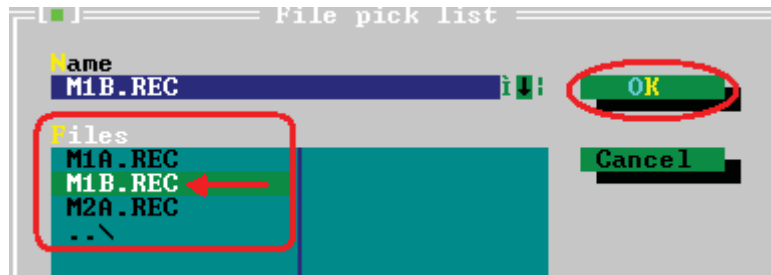 File pick list
Name
M1B.REC
OK
Files
M1A.REC
M1B.REC
M2A.REC
..\
Cancel